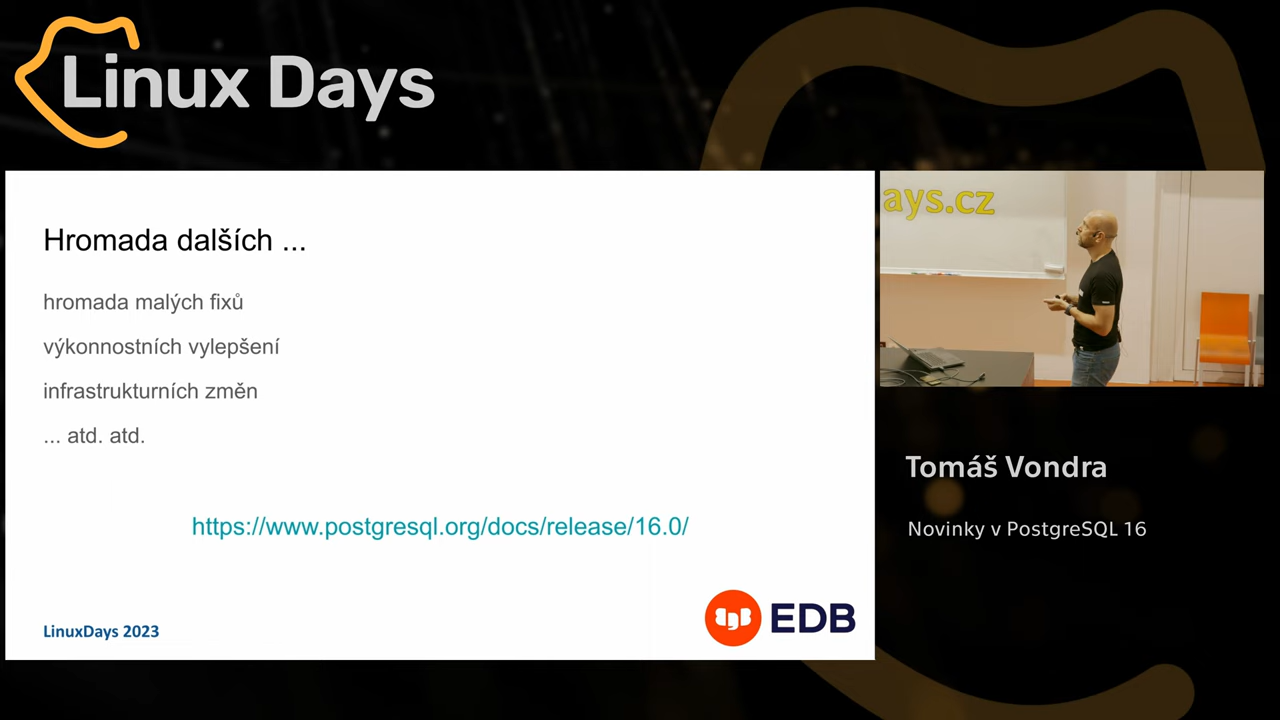 Linux Days
Hromada dalších ...
hromada malých fixů
výkonnostních vylepšení
infrastrukturních změn
... atd. atd.
https://www.postgresql.org/docs/release/16.0/
LinuxDays 2023
EDB
ays.cz
Tomáš Vondra
Novinky v PostgreSQL 16